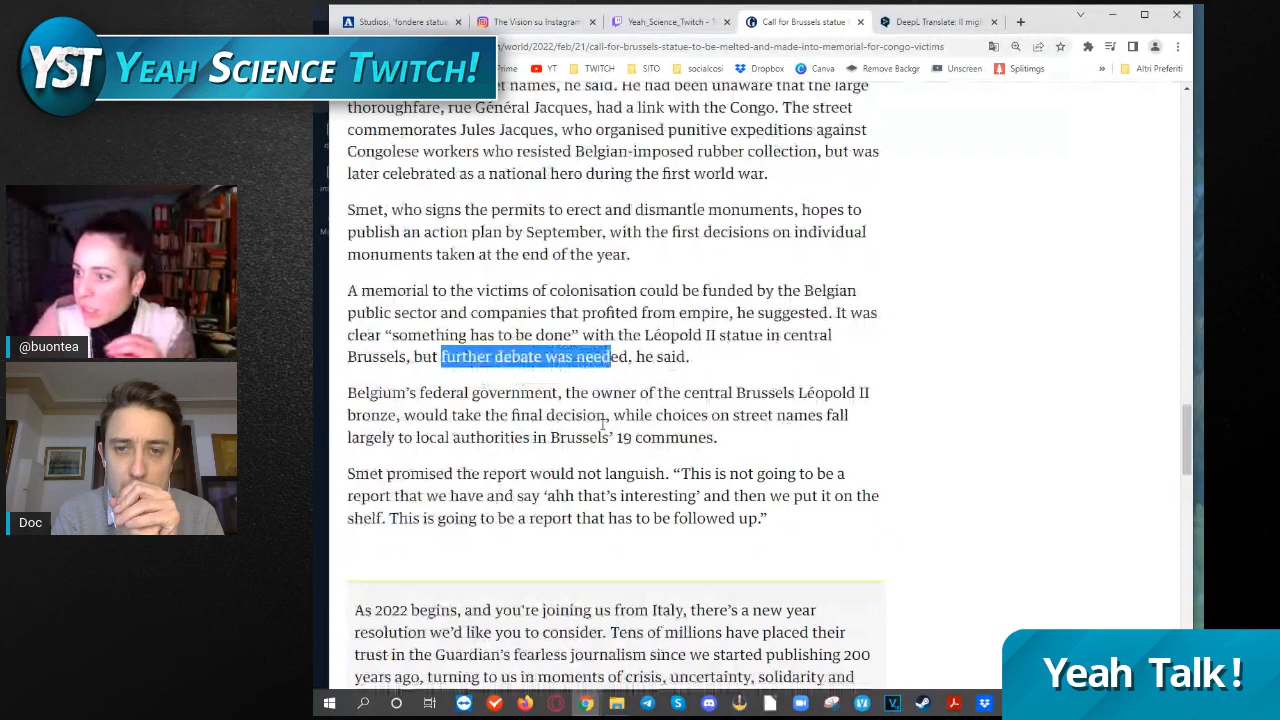 YST YEAH SCIENCE TWITCH!
Studiosi, 'fondere statue
The Vision su Instagram
Yeah_Science_Twitch - T
Call for Brussels statue
DeepL Translate: Il migl
/world/2022/feb/21/call-for-brussels-statue-to-be-melted-and-made-into-memorial-for-congo-victims
YT
TWITCH
SITO
socialcosi
Dropbox
Canva
Remove Backgr
Unscreen
Splitimgs
»
Altri Preferiti
names, he said. He had been unaware that the large
thoroughfare, rue Général Jacques, had a link with the Congo. The street
commemorates Jules Jacques, who organised punitive expeditions against
Congolese workers who resisted Belgian-imposed rubber collection, but was
later celebrated as a national hero during the first world war.
Smet, who signs the permits to erect and dismantle monuments, hopes to
publish an action plan by September, with the first decisions on individual
monuments taken at the end of the year.
A memorial to the victims of colonisation could be funded by the Belgian
public sector and companies that profited from empire, he suggested. It was
clear “something has to be done” with the Léopold II statue in central
Brussels, but further debate was needed, he said.
Belgium’s federal government, the owner of the central Brussels Léopold II
bronze, would take the final decision, while choices on street names fall
largely to local authorities in Brussels’ 19 communes.
Smet promised the report would not languish. “This is not going to be a
report that we have and say ‘ahh that’s interesting’ and then we put it on the
shelf. This is going to be a report that has to be followed up.”
As 2022 begins, and you’re joining us from Italy, there’s a new year
resolution we’d like you to consider. Tens of millions have placed their
trust in the Guardian’s fearless journalism since we started publishing 200
years ago, turning to us in moments of crisis, uncertainty, solidarity and
@buontea
Doc
Yeah Talk!